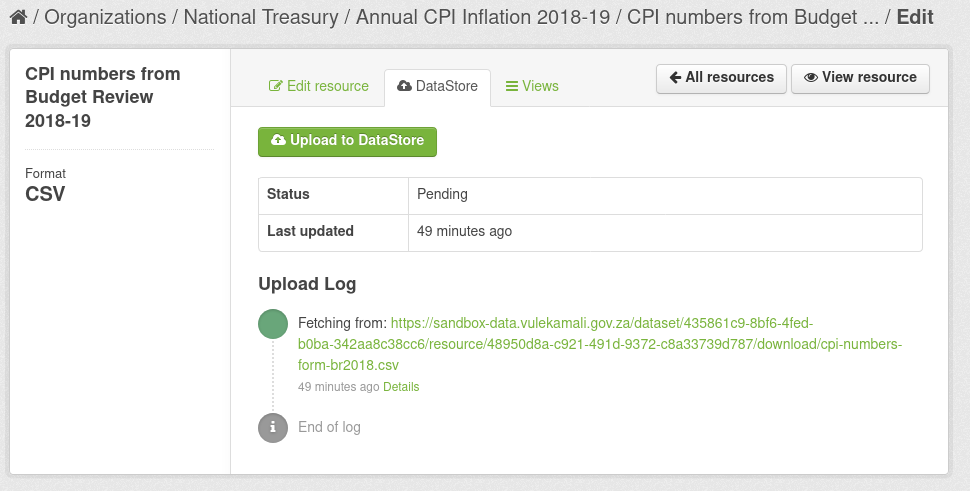 / Organizations / National Treasury / Annual CPI Inflation 2018-19 / CPI numbers from Budget ... / Edit
CPI numbers from
Budget Review
2018-19
Format
CSV
Edit resource
DataStore
Views
All resources
View resource
Upload to DataStore
Status Pending
Last updated 49 minutes ago
Upload Log
Fetching from: https://sandbox-data.vulekamali.gov.za/dataset/435861c9-8bf6-4fed-
b0ba-342aa8c38cc6/resource/48950d8a-c921-491d-9372-c8a33739d787/download/cpi-numbers-
form-br2018.csv
49 minutes ago Details
End of log